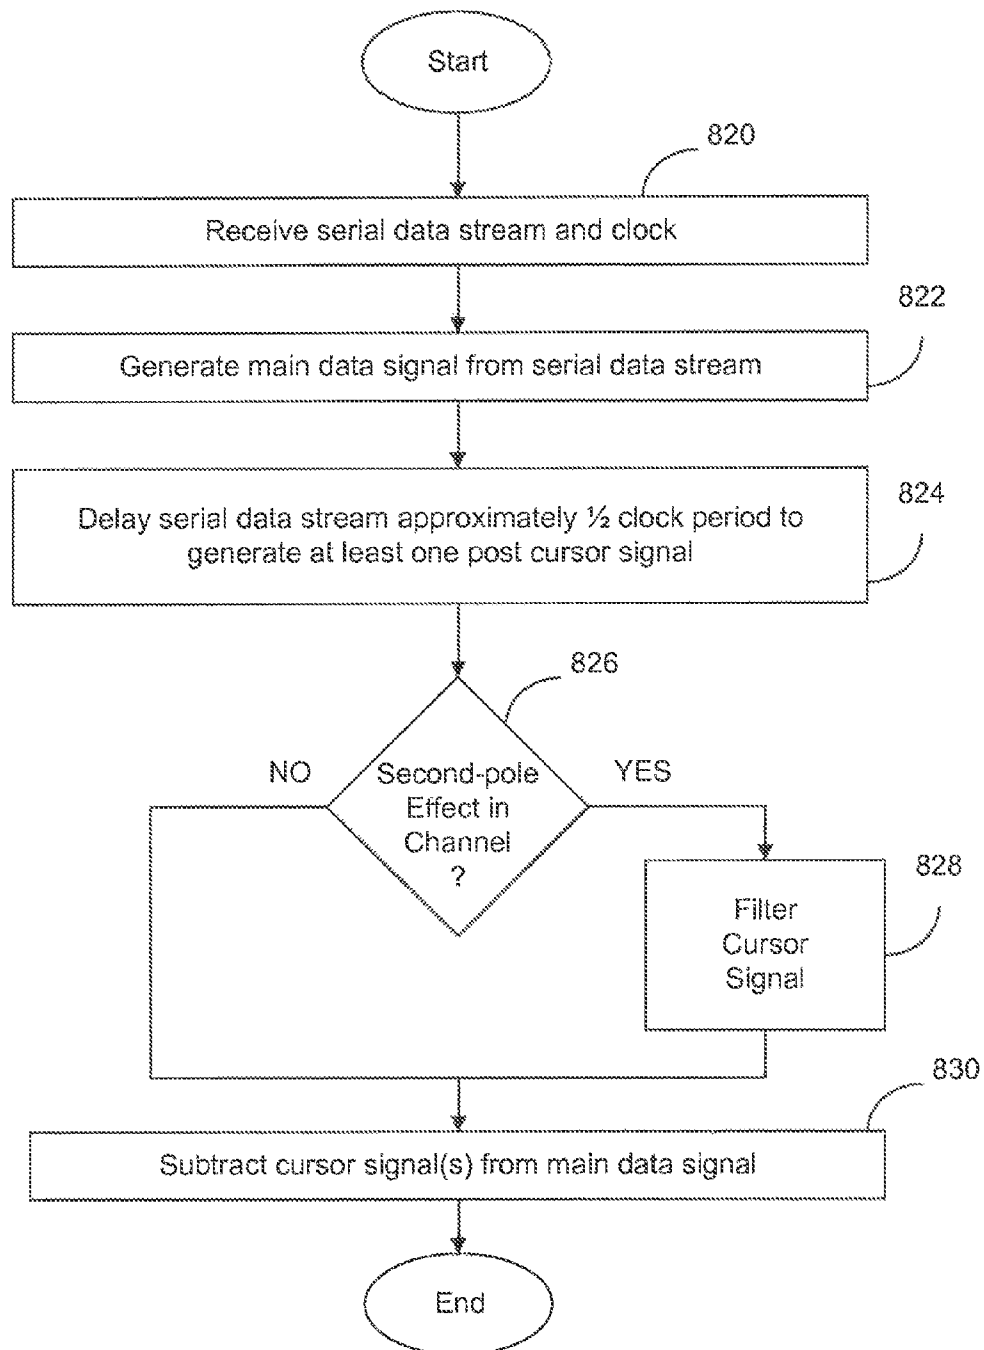 Start
820
Receive serial data stream and clock
822
Generate main data signal from serial data stream
824
Delay serial data stream approximately ½ clock period to
generate at least one post cursor signal
826
NO
YES
Second-pole
Effect in
Channel
?
828
Filter
Cursor
Signal
830
Subtract cursor signal(s) from main data signal
End